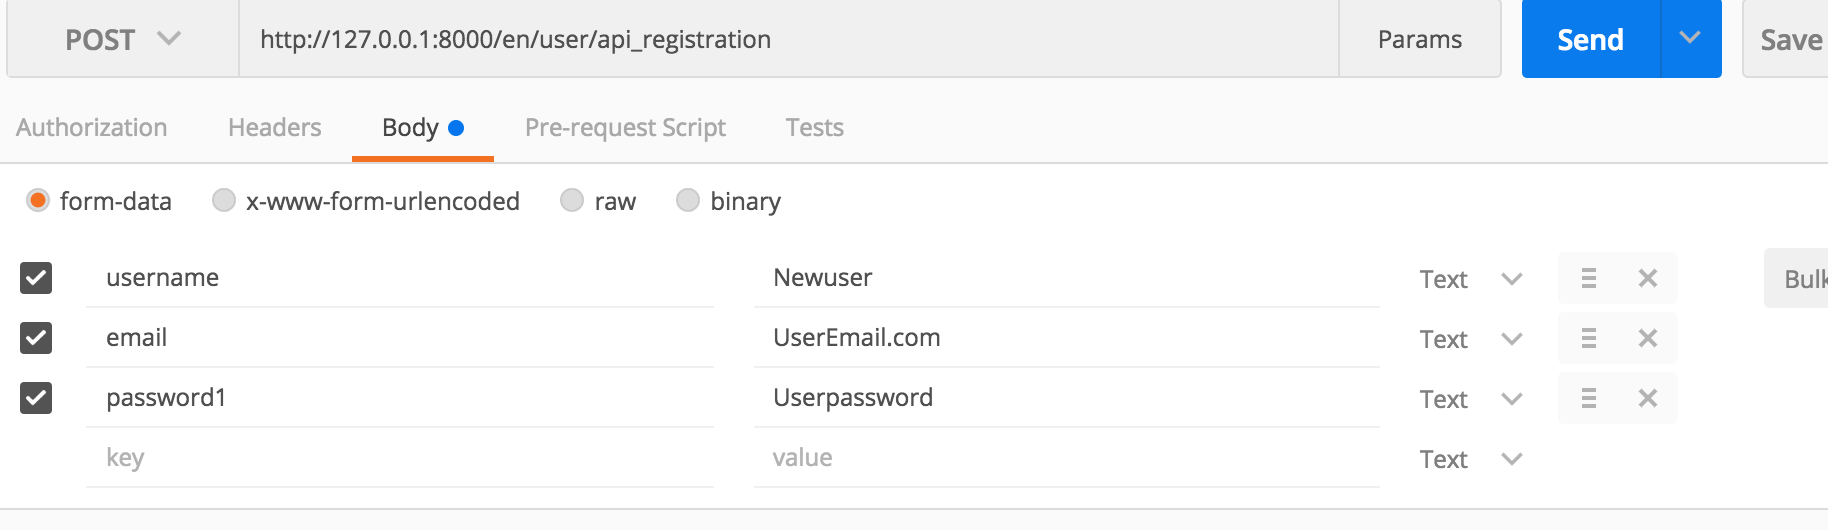 POST http://127.0.0.1:8000/en/user/api_registration Params Send Save
Authorization Headers Body Pre-request Script Tests
form-data x-www-form-urlencoded raw binary
username Newuser Text Bulk
email UserEmail.com Text
password1 Userpassword Text
key value Text